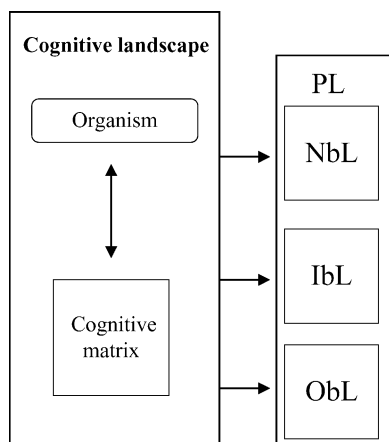 Cognitive landscape
Organism
Cognitive
matrix
PL
NbL
IbL
ObL